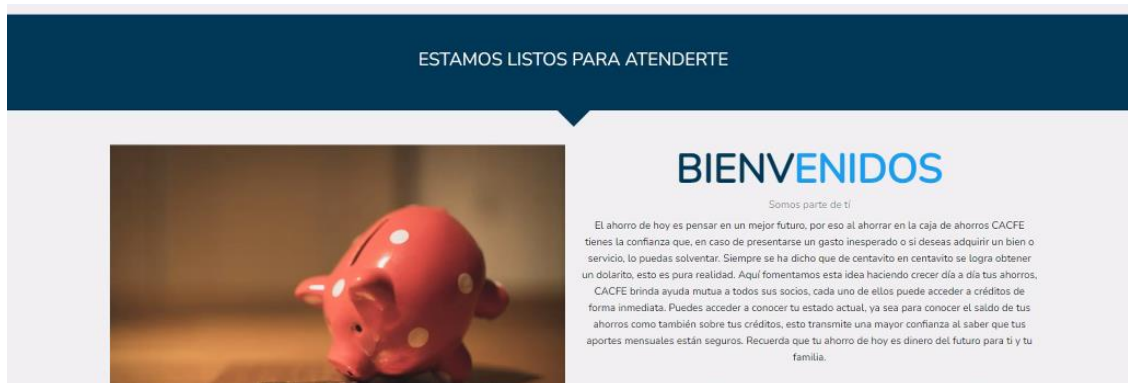 ESTAMOS LISTOS PARA ATENDERTE
BIENVENIDOS
Somos parte de tí
El ahorro de hoy es pensar en un mejor futuro, por eso al ahorrar en la caja de ahorros CACFE
tienes la confianza que, en caso de presentarse un gasto inesperado o si deseas adquirir un bien o
servicio, lo puedas solventar. Siempre se ha dicho que de centavito en centavito se logra obtener
un dolarito, esto es pura realidad. Aquí fomentamos esta idea haciendo crecer día a día tus ahorros,
CACFE brinda ayuda mutua a todos sus socios, cada uno de ellos puede acceder a créditos de
forma inmediata. Puedes acceder a conocer tu estado actual, ya sea para conocer el saldo de tus
ahorros como también sobre tus créditos, esto transmite una mayor confianza al saber que tus
aportes mensuales están seguros. Recuerda que tu ahorro de hoy es dinero del futuro para ti y tu
familia.